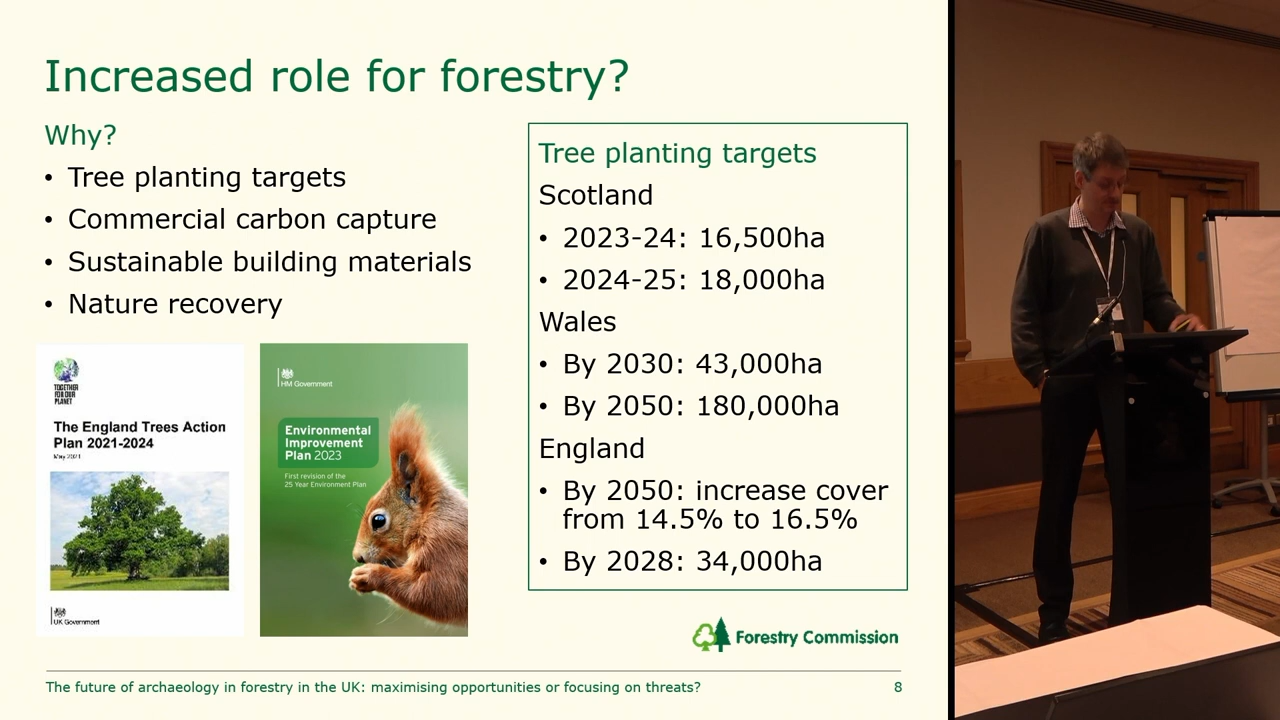 Increased role for forestry?
Why?
• Tree planting targets
• Commercial carbon capture
• Sustainable building materials
• Nature recovery
TOGETHER
FOR OUR
PLANET
The England Trees Action
Plan 2021-2024
May 2021
UK Government
HM Government
Environmental
Improvement
Plan 2023
First revision of the
25 Year Environment Plan
Tree planting targets
Scotland
• 2023-24: 16,500ha
• 2024-25: 18,000ha
Wales
• By 2030: 43,000ha
• By 2050: 180,000ha
England
• By 2050: increase cover
from 14.5% to 16.5%
• By 2028: 34,000ha
Forestry Commission
The future of archaeology in forestry in the UK: maximising opportunities or focusing on threats?
8